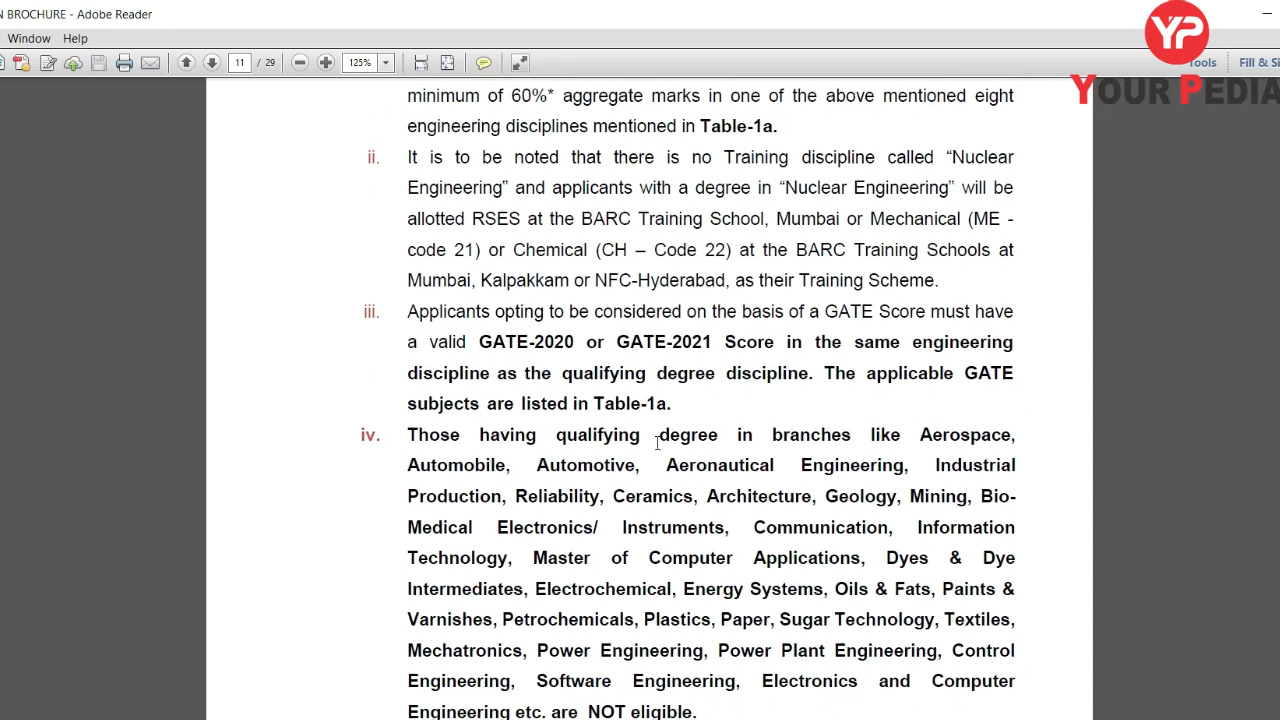 N BROCHURE - Adobe Reader
Window Help
11 / 29 125% Tools Fill & Si
YP
YOUR PEDIA
minimum of 60%* aggregate marks in one of the above mentioned eight
engineering disciplines mentioned in Table-1a.
ii. It is to be noted that there is no Training discipline called “Nuclear
Engineering‟ and applicants with a degree in “Nuclear Engineering‟ will be
allotted RSES at the BARC Training School, Mumbai or Mechanical (ME -
code 21) or Chemical (CH – Code 22) at the BARC Training Schools at
Mumbai, Kalpakkam or NFC-Hyderabad, as their Training Scheme.
iii. Applicants opting to be considered on the basis of a GATE Score must have
a valid GATE-2020 or GATE-2021 Score in the same engineering
discipline as the qualifying degree discipline. The applicable GATE
subjects are listed in Table-1a.
iv. Those having qualifying degree in branches like Aerospace,
Automobile, Automotive, Aeronautical Engineering, Industrial
Production, Reliability, Ceramics, Architecture, Geology, Mining, Bio-
Medical Electronics/ Instruments, Communication, Information
Technology, Master of Computer Applications, Dyes & Dye
Intermediates, Electrochemical, Energy Systems, Oils & Fats, Paints &
Varnishes, Petrochemicals, Plastics, Paper, Sugar Technology, Textiles,
Mechatronics, Power Engineering, Power Plant Engineering, Control
Engineering, Software Engineering, Electronics and Computer
Engineering etc. are NOT eligible.